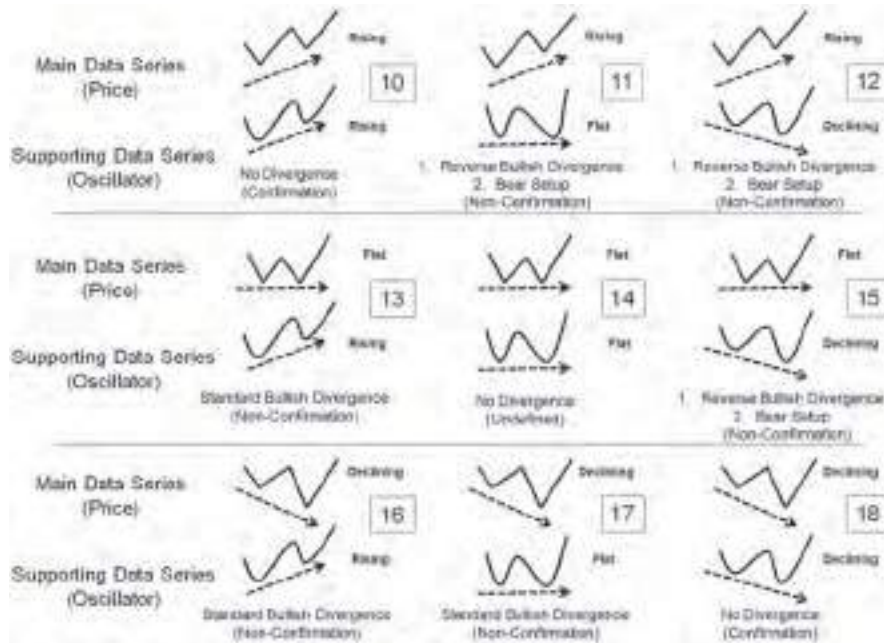 Rising
Rising
Rising
Main Data Series
(Price)
10
11
12
Rising
Flat
Declining
Supporting Data Series
(Oscillator)
No Divergence
(Confirmation)
1. Reverse Bullish Divergence
2. Bear Setup
(Non-Confirmation)
1. Reverse Bullish Divergence
2. Bear Setup
(Non-Confirmation)
Flat
Flat
Flat
Main Data Series
(Price)
13
14
15
Rising
Flat
Declining
Supporting Data Series
(Oscillator)
Standard Bullish Divergence
(Non-Confirmation)
No Divergence
(Undefined)
1. Reverse Bullish Divergence
2. Bear Setup
(Non-Confirmation)
Declining
Declining
Declining
Main Data Series
(Price)
16
17
18
Rising
Flat
Declining
Supporting Data Series
(Oscillator)
Standard Bullish Divergence
(Non-Confirmation)
Standard Bullish Divergence
(Non-Confirmation)
No Divergence
(Confirmation)